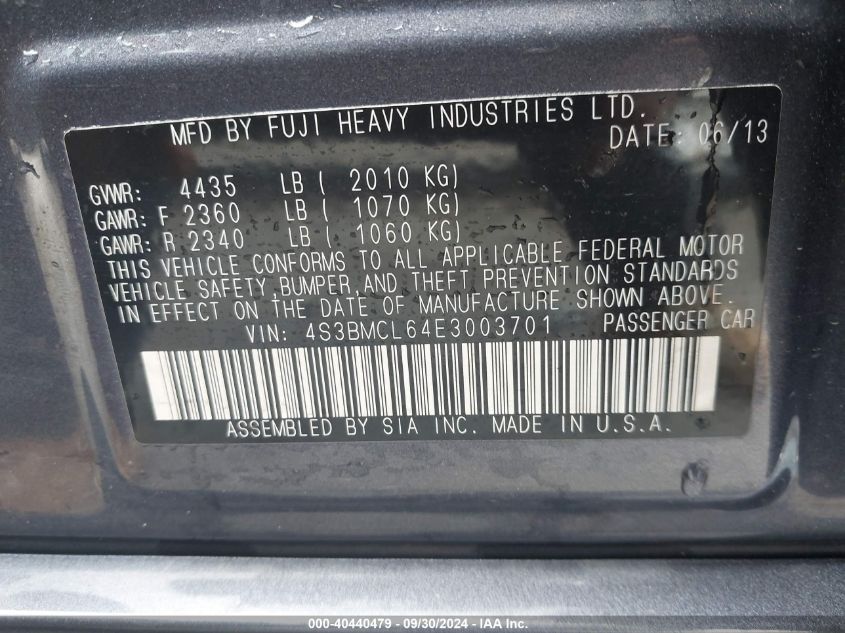 MFD BY FUJI HEAVY INDUSTRIES LTD.
DATE: 06/13
GVWR: 4435 LB ( 2010 KG)
GAWR: F 2360 LB ( 1070 KG)
GAWR: R 2340 LB ( 1060 KG)
THIS VEHICLE CONFORMS TO ALL APPLICABLE FEDERAL MOTOR
VEHICLE SAFETY,BUMPER,AND THEFT PREVENTION STANDARDS
IN EFFECT ON THE DATE OF MANUFACTURE SHOWN ABOVE.
VIN: 4S3BMCL64E3003701 PASSENGER CAR
ASSEMBLED BY SIA INC. MADE IN U.S.A.
000-40440479 - 09/30/2024 - IAA Inc.